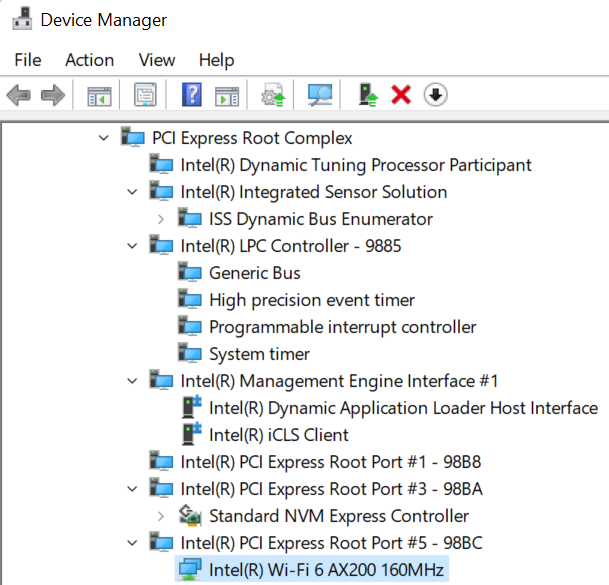 Device Manager
File Action View Help
PCI Express Root Complex
Intel(R) Dynamic Tuning Processor Participant
Intel(R) Integrated Sensor Solution
ISS Dynamic Bus Enumerator
Intel(R) LPC Controller - 9885
Generic Bus
High precision event timer
Programmable interrupt controller
System timer
Intel(R) Management Engine Interface #1
Intel(R) Dynamic Application Loader Host Interface
Intel(R) iCLS Client
Intel(R) PCI Express Root Port #1 - 98B8
Intel(R) PCI Express Root Port #3 - 98BA
Standard NVM Express Controller
Intel(R) PCI Express Root Port #5 - 98BC
Intel(R) Wi-Fi 6 AX200 160MHz